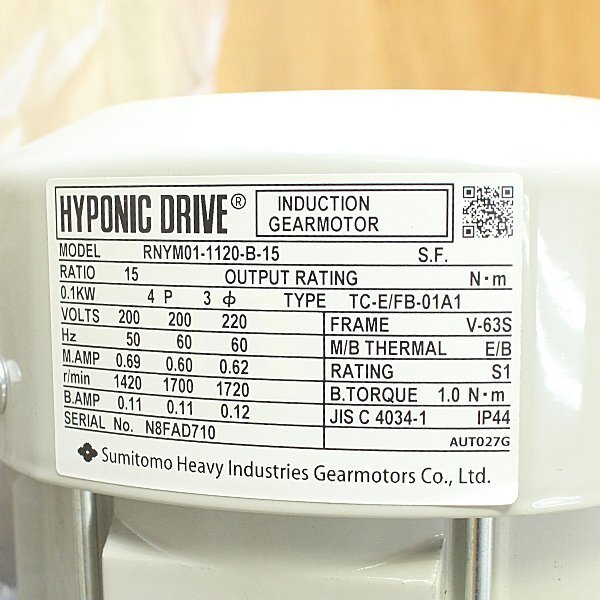 HYPONIC DRIVE® INDUCTION GEARMOTOR
MODEL RNYM01-1120-B-15 S.F.
RATIO 15 OUTPUT RATING N·m
0.1KW 4 P 3 ϕ TYPE TC-E/FB-01A1
VOLTS 200 200 220 FRAME V-63S
Hz 50 60 60 M/B THERMAL E/B
M.AMP 0.69 0.60 0.62 RATING S1
r/min 1420 1700 1720 B.TORQUE 1.0 N·m
B.AMP 0.11 0.11 0.12 JIS C 4034-1 IP44
SERIAL No. N8FAD710 AUT027G
Sumitomo Heavy Industries Gearmotors Co., Ltd.